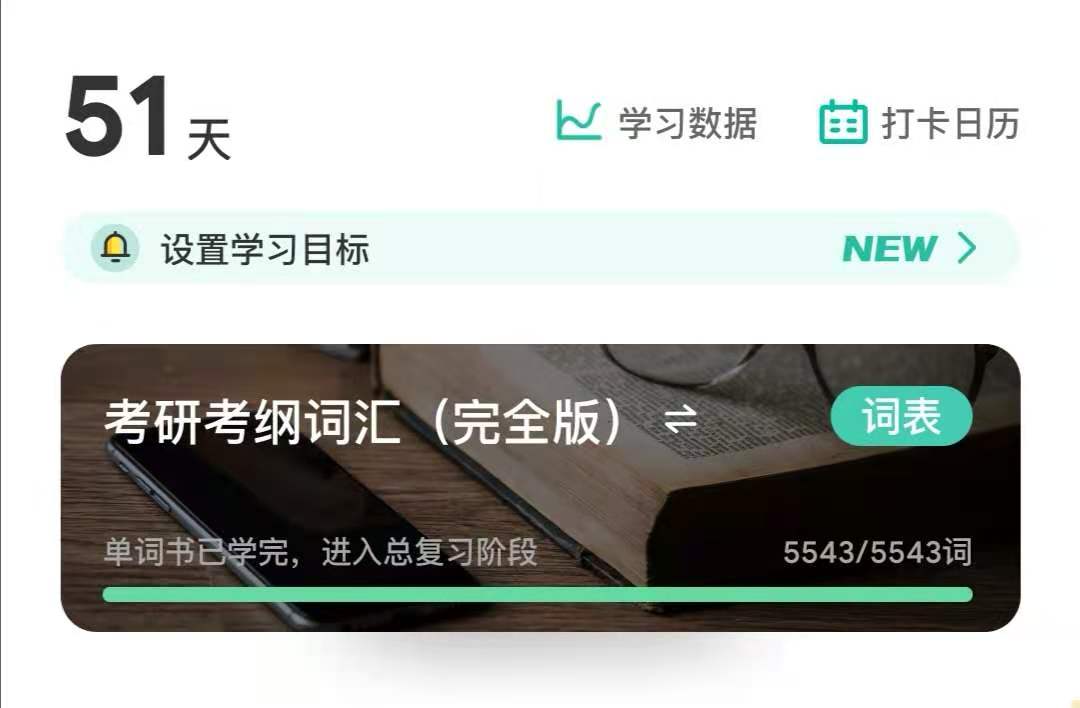 51天
学习数据
打卡日历
设置学习目标
NEW
考研考纲词汇（完全版）
词表
单词书已学完，进入总复习阶段
5543/5543词